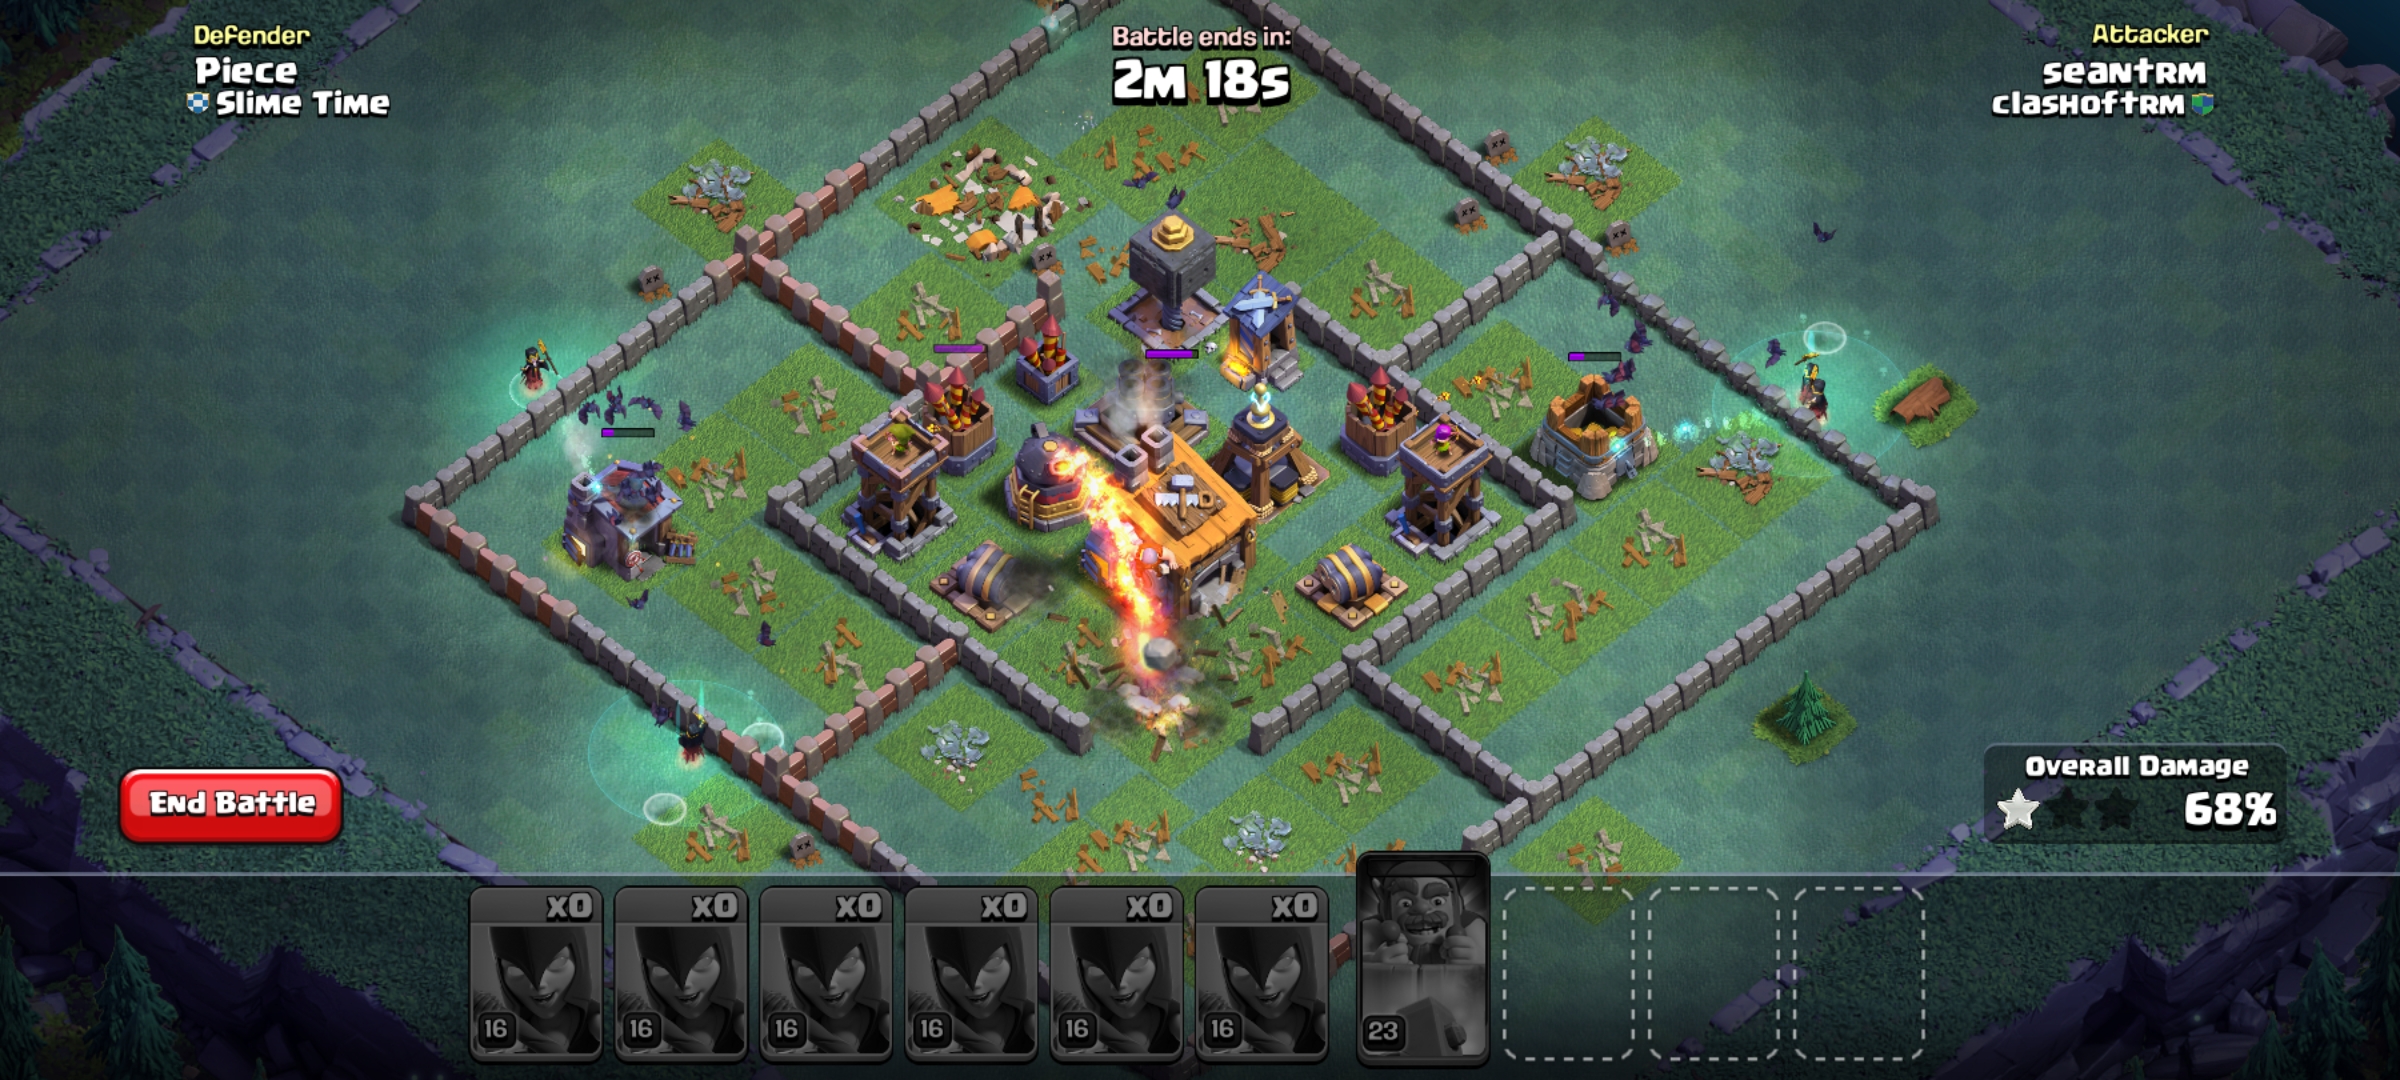 Defender
Piece
Slime Time
Battle ends in:
2M 18s
Attacker
seantrm
clashoftrm
End Battle
Overall Damage
68%
x0
x0
x0
x0
x0
x0
16
16
16
16
16
16
23